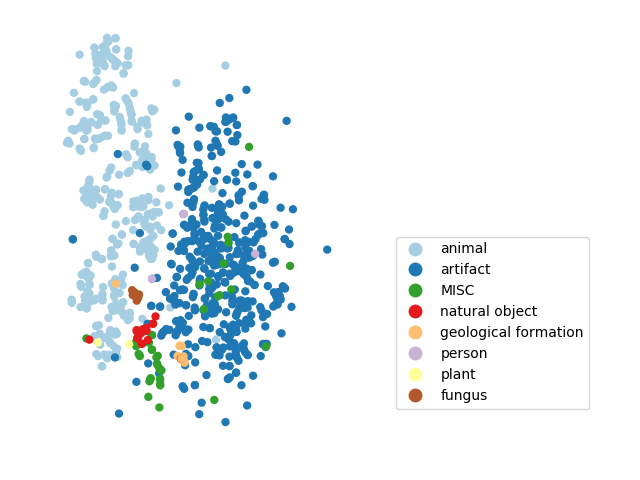 animal
artifact
MISC
natural object
geological formation
person
plant
fungus